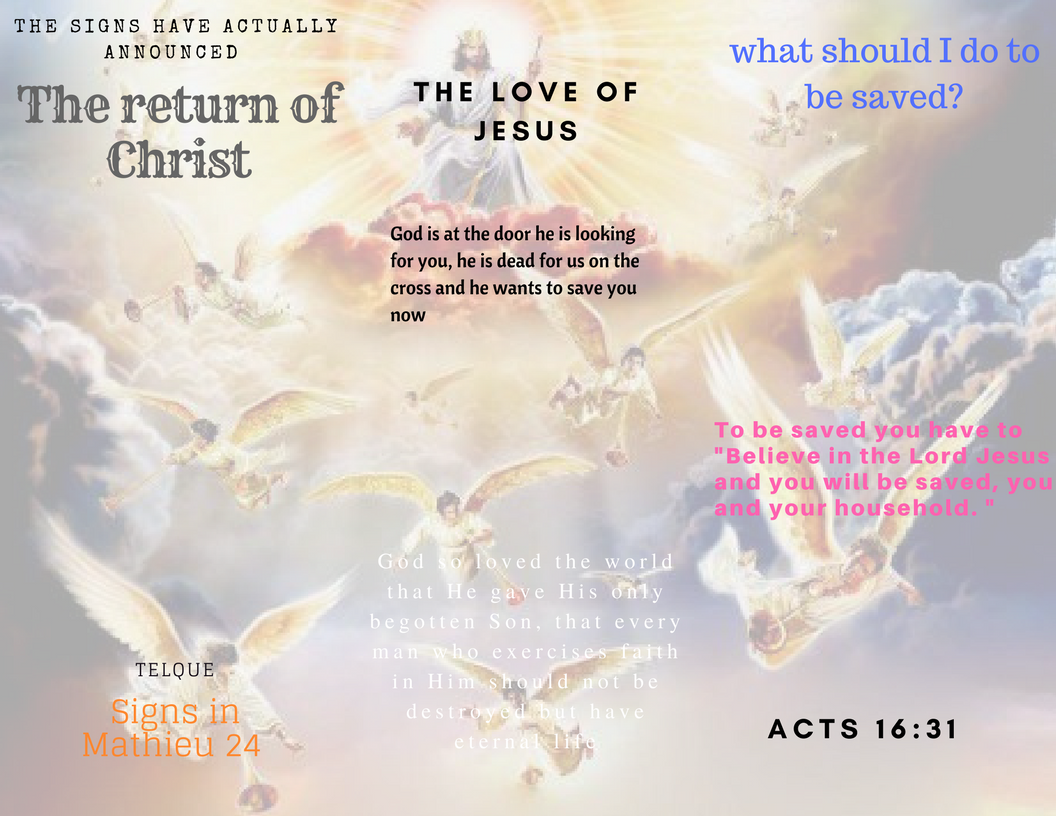 THE SIGNS HAVE ACTUALLY
ANNOUNCED
The return of
Christ
TELQUE
Signs in
Mathieu 24
THE LOVE OF
JESUS
God is at the door he is looking
for you, he is dead for us on the
cross and he wants to save you
now
God so loved the world
that He gave His only
begotten Son, that every
man who exercises faith
in Him should not be
destroyed but have
eternal life
what should I do to
be saved?
To be saved you have to
"Believe in the Lord Jesus
and you will be saved, you
and your household. "
ACTS 16:31